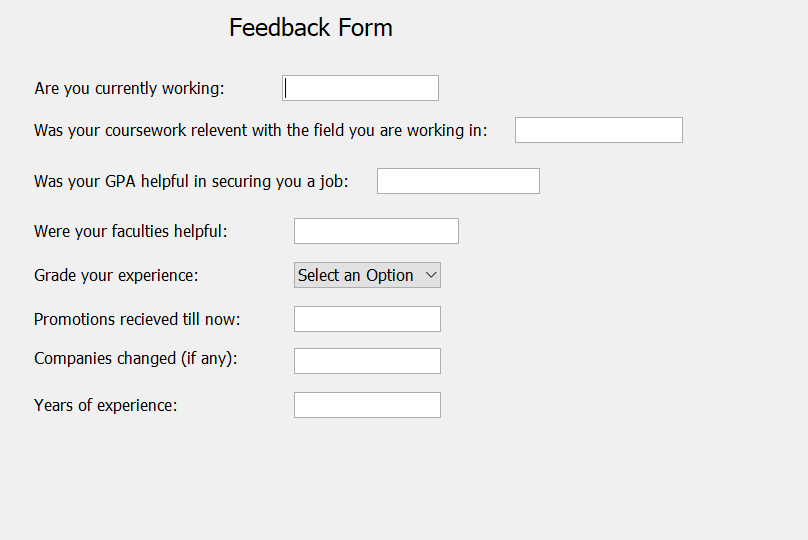 Feedback Form
Are you currently working:
Was your coursework relevent with the field you are working in:
Was your GPA helpful in securing you a job:
Were your faculties helpful:
Grade your experience: Select an Option
Promotions recieved till now:
Companies changed (if any):
Years of experience: